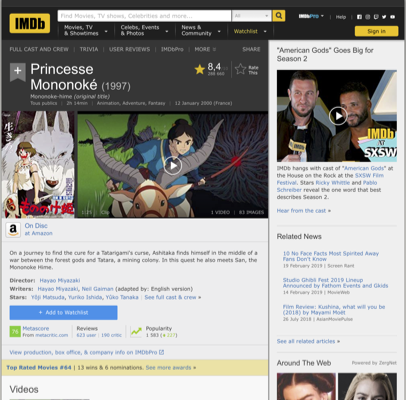 IMDb
Find Movies, TV shows, Celebrities and more...
All
IMDbPro
Help
Movies, TV
& Showtimes
Celebs, Events
& Photos
News &
Community
Watchlist
Sign in
FULL CAST AND CREW | TRIVIA | USER REVIEWS | IMDbPro | MORE
SHARE
Princesse
Mononoké (1997)
Mononoke-hime (original title)
Tous publics | 2h 14min | Animation, Adventure, Fantasy | 12 January 2000 (France)
8,4
Rate
This
1 VIDEO | 81 IMAGES
On Disc
at Amazon
On a journey to find the cure for a Tatarigami's curse, Ashitaka finds himself in the middle of a
war between the forest gods and Tatara, a mining colony. In this quest he also meets San, the
Mononoke Hime.
Director: Hayao Miyazaki
Writers: Hayao Miyazaki, Neil Gaiman (adapted by: English version)
Stars: Yôji Matsuda, Yuriko Ishida, Yûko Tanaka | See full cast & crew »
+ Add to Watchlist
76
Metascore
From metacritic.com
Reviews
623 user | 190 critic
Popularity
View production, box office, & company info on IMDbPro
Top Rated Movies #64 | 13 wins & 6 nominations. See more awards »
Videos
"American Gods" Goes Big for
Season 2
IMDb
at
SXSW
IMDb hangs with cast of "American Gods" at
the House on the Rock at the SXSW Film
Festival. Stars Ricky Whittle and Pablo
Schreiber reveal the one word that best
describes Season 2.
Hear from the cast »
Related News
10 No Face Facts Most Spirited Away
Fans Don't Know
19 February 2019 | Screen Rant
Studio Ghibli Fest 2019 Lineup
Announced by Fathom Events and Gkids
14 February 2019 | MovieWeb
Film Review: Kushina, what will you be
(2018) by Mayami Moët
26 July 2018 | AsianMoviePulse
See all related articles »
Around The Web
Powered by ZergNet